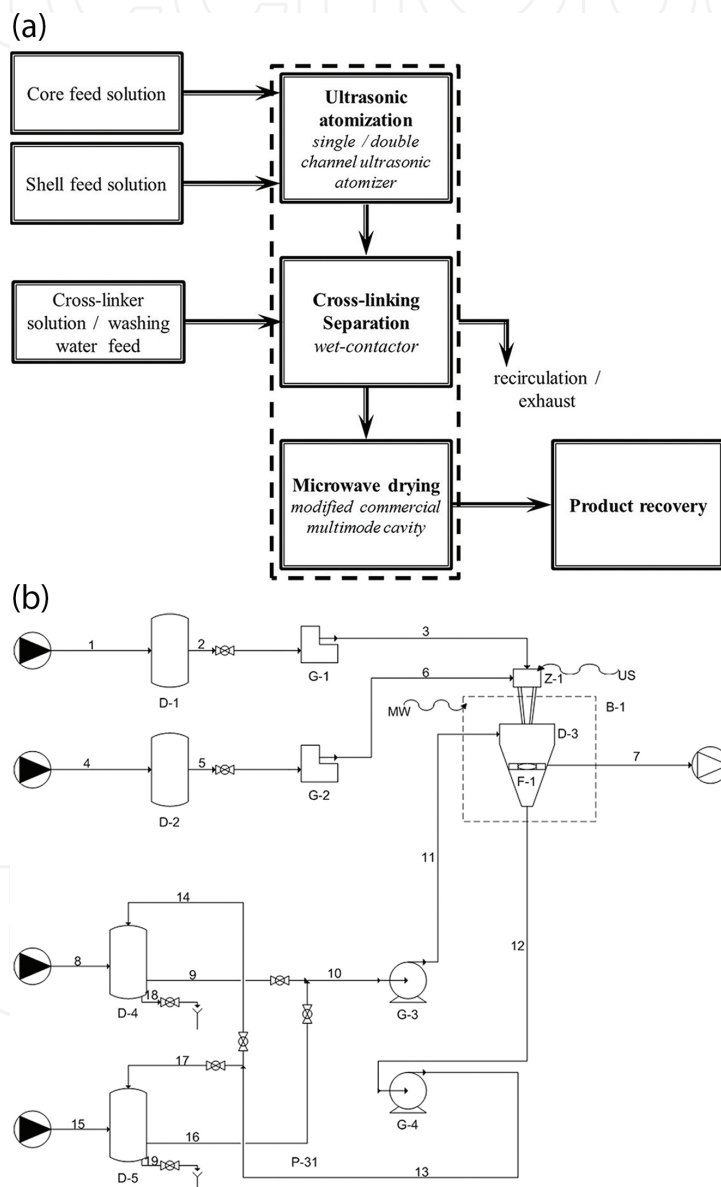 (a)
Core feed solution
Shell feed solution
Cross-linker
solution / washing
water feed
Ultrasonic
atomization
single / double
channel ultrasonic
atomizer
Cross-linking
Separation
wet-contactor
recirculation /
exhaust
Microwave drying
modified commercial
multimode cavity
Product recovery
(b)
1
D-1
2
G-1
3
Z-1
US
6
MW
B-1
D-3
F-1
7
4
D-2
5
G-2
11
12
14
8
D-4
9
18
10
G-3
17
15
D-5
16
19
P-31
G-4
13